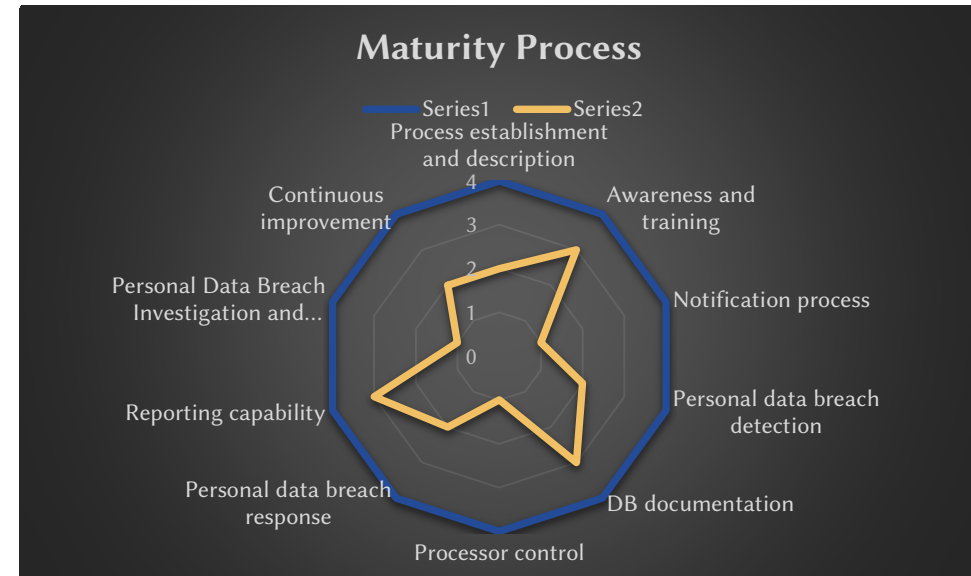 Maturity Process
Series1 Series2
Process establishment
and description
Awareness and
training
Notification process
Personal data breach
detection
DB documentation
Processor control
Personal data breach
response
Reporting capability
Personal Data Breach
Investigation and...
Continuous
improvement
4
3
2
1
0